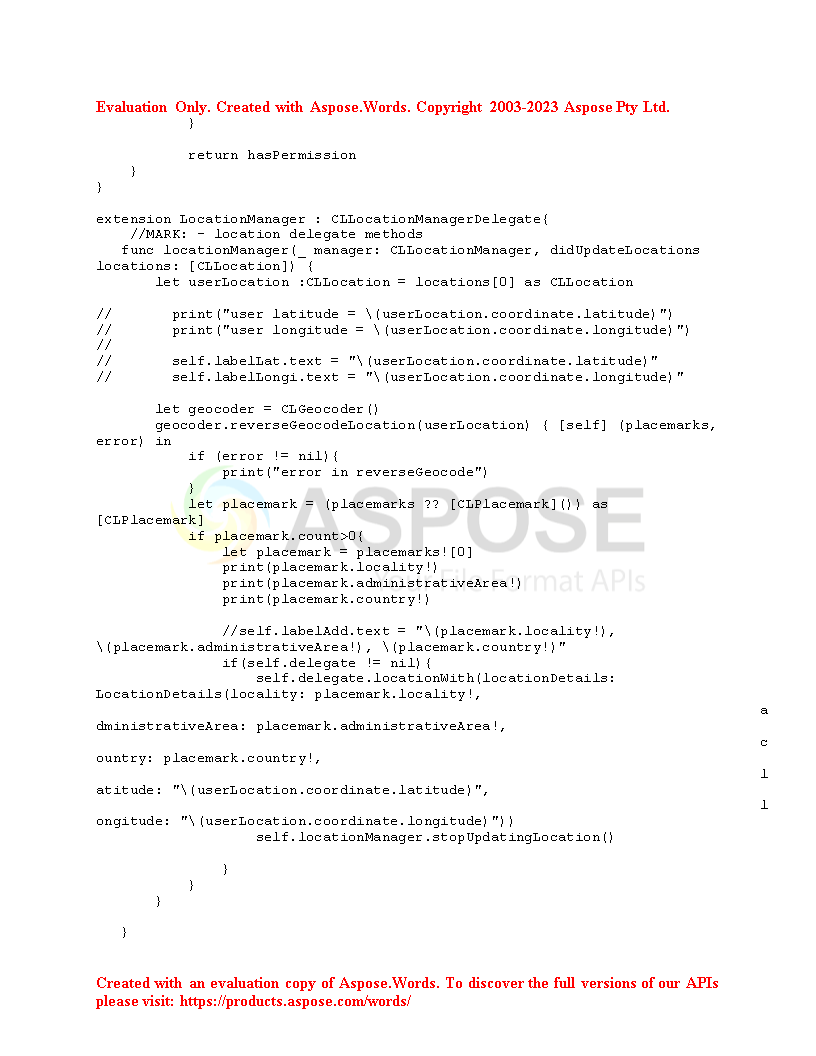 Evaluation Only. Created with Aspose.Words. Copyright 2003-2023 Aspose Pty Ltd.
           }

           return hasPermission
    }
}

extension LocationManager : CLLocationManagerDelegate{
    //MARK: - location delegate methods
   func locationManager(_ manager: CLLocationManager, didUpdateLocations
locations: [CLLocation]) {
       let userLocation :CLLocation = locations[0] as CLLocation

//       print("user latitude = \(userLocation.coordinate.latitude)")
//       print("user longitude = \(userLocation.coordinate.longitude)")
//
//       self.labelLat.text = "\(userLocation.coordinate.latitude)"
//       self.labelLongi.text = "\(userLocation.coordinate.longitude)"

       let geocoder = CLGeocoder()
       geocoder.reverseGeocodeLocation(userLocation) { [self] (placemarks,
error) in
           if (error != nil){
               print("error in reverseGeocode")
           }
           let placemark = (placemarks ?? [CLPlacemark]()) as
[CLPlacemark]
           if placemark.count>0{
               let placemark = placemarks![0]
               print(placemark.locality!)
               print(placemark.administrativeArea!)
               print(placemark.country!)

               //self.labelAdd.text = "\(placemark.locality!),
\(placemark.administrativeArea!), \(placemark.country!)"
               if(self.delegate != nil){
                   self.delegate.locationWith(locationDetails:
LocationDetails(locality: placemark.locality!,
a
dministrativeArea: placemark.administrativeArea!,
c
ountry: placemark.country!,
l
atitude: "\(userLocation.coordinate.latitude)",
l
ongitude: "\(userLocation.coordinate.longitude)"))
                   self.locationManager.stopUpdatingLocation()

               }
           }
       }

   }
ASPOSE
Your File Format APIs
Created with an evaluation copy of Aspose.Words. To discover the full versions of our APIs
please visit: https://products.aspose.com/words/